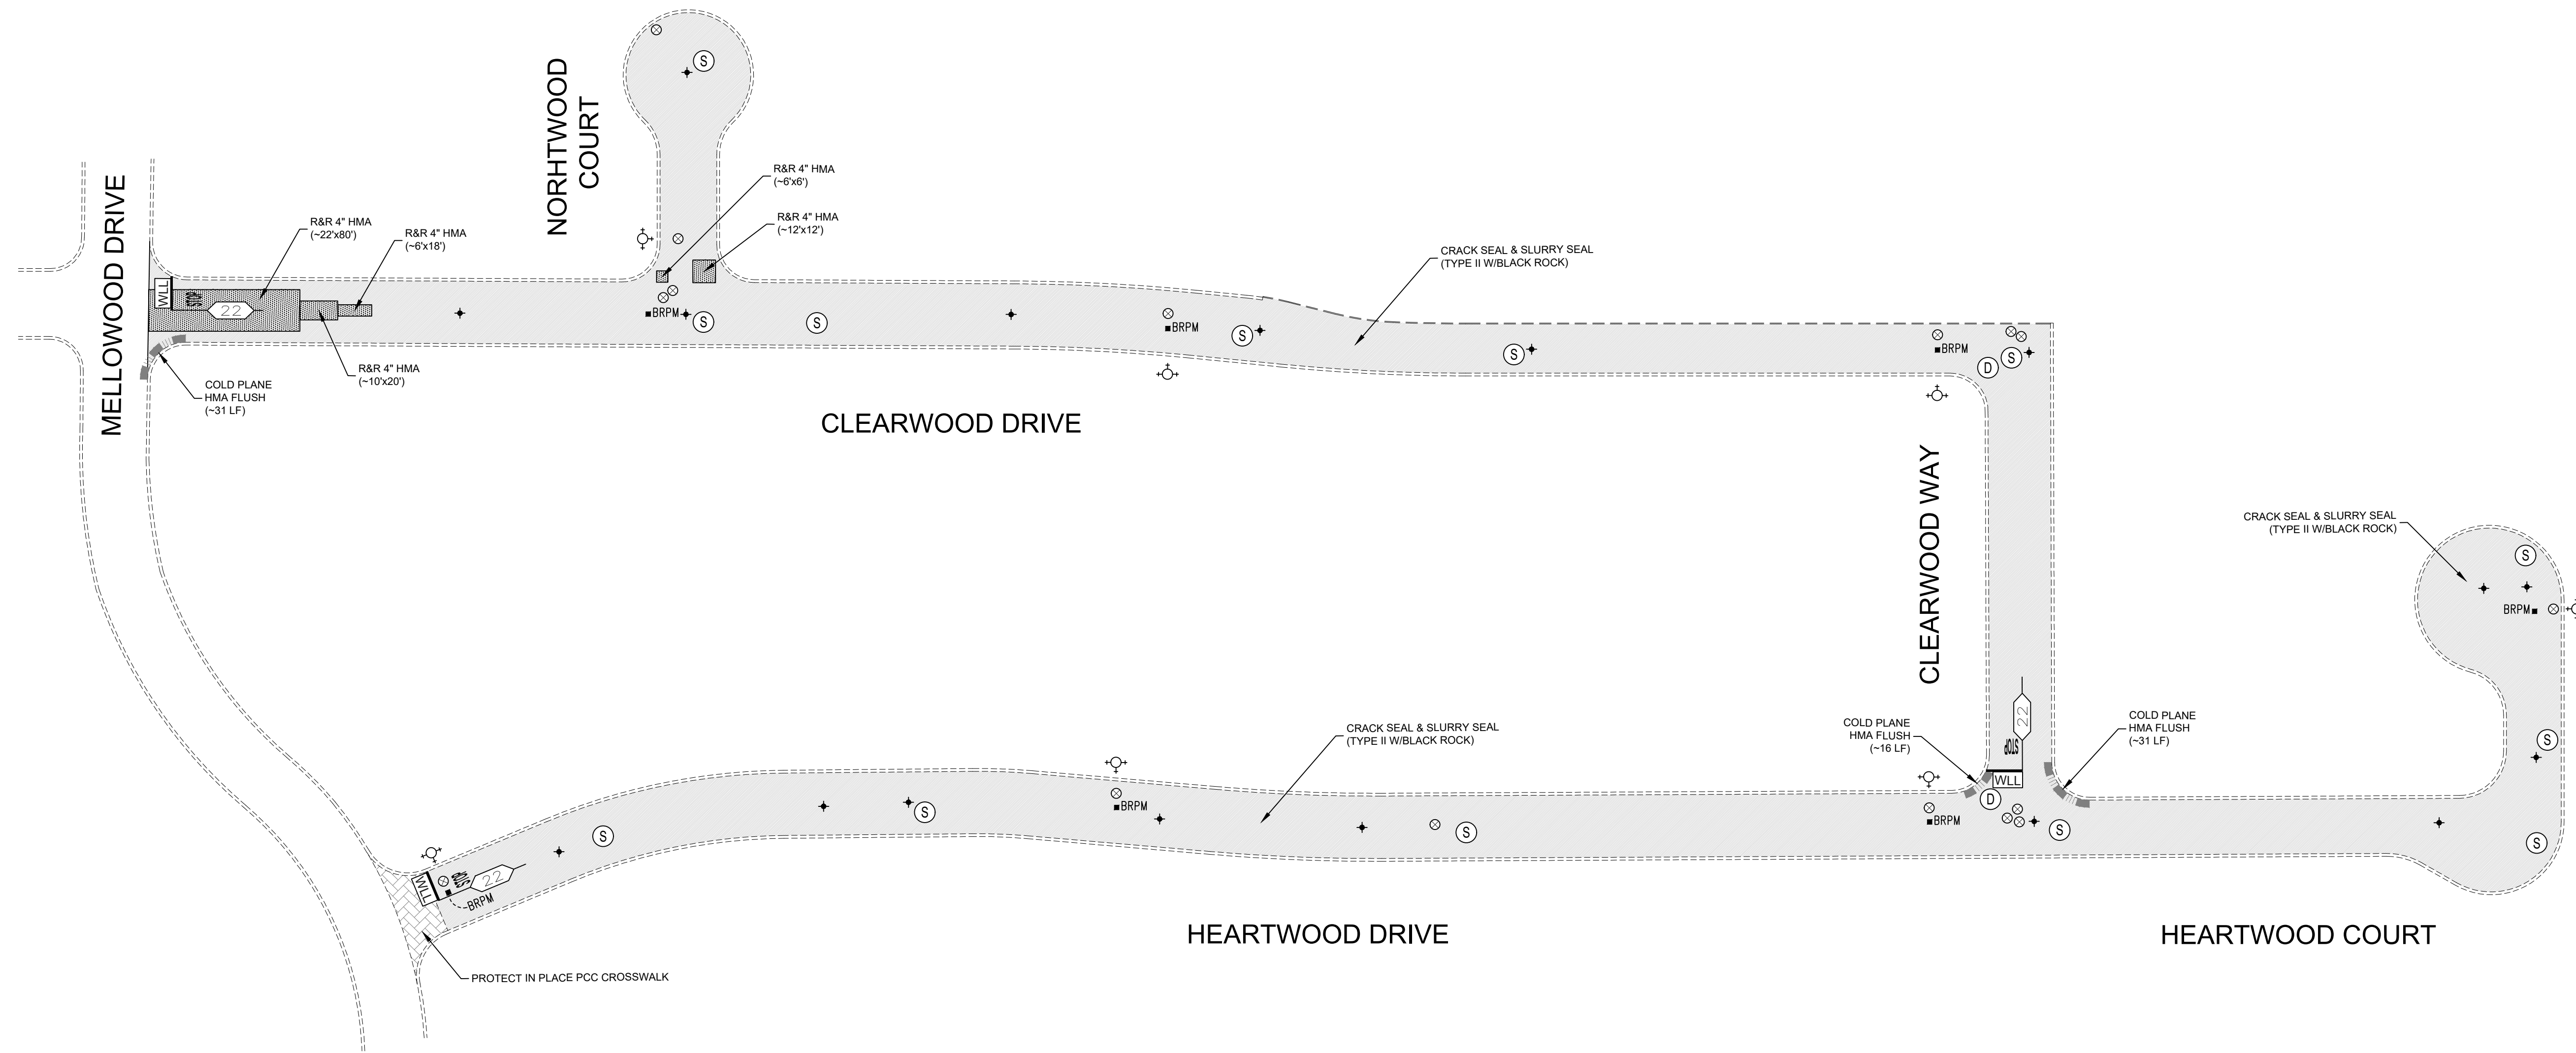 NORHTWOOD
COURT
S
MELLOWOOD DRIVE
R&R 4" HMA
(~22'x80')
R&R 4" HMA
(~6'x18')
R&R 4" HMA
(~6'x6')
R&R 4" HMA
(~12'x12')
CRACK SEAL & SLURRY SEAL
(TYPE II W/BLACK ROCK)
WLL
STOP
22
BRPM
S
S
BRPM
S
S
BRPM
D
S
R&R 4" HMA
(~10'x20')
COLD PLANE
HMA FLUSH
(~31 LF)
CLEARWOOD DRIVE
CLEARWOOD WAY
CRACK SEAL & SLURRY SEAL
(TYPE II W/BLACK ROCK)
S
BRPM
S
S
22
STOP
WLL
COLD PLANE
HMA FLUSH
(~16 LF)
COLD PLANE
HMA FLUSH
(~31 LF)
CRACK SEAL & SLURRY SEAL
(TYPE II W/BLACK ROCK)
D
BRPM
S
S
BRPM
S
S
WLL
STOP
22
BRPM
HEARTWOOD DRIVE
HEARTWOOD COURT
PROTECT IN PLACE PCC CROSSWALK